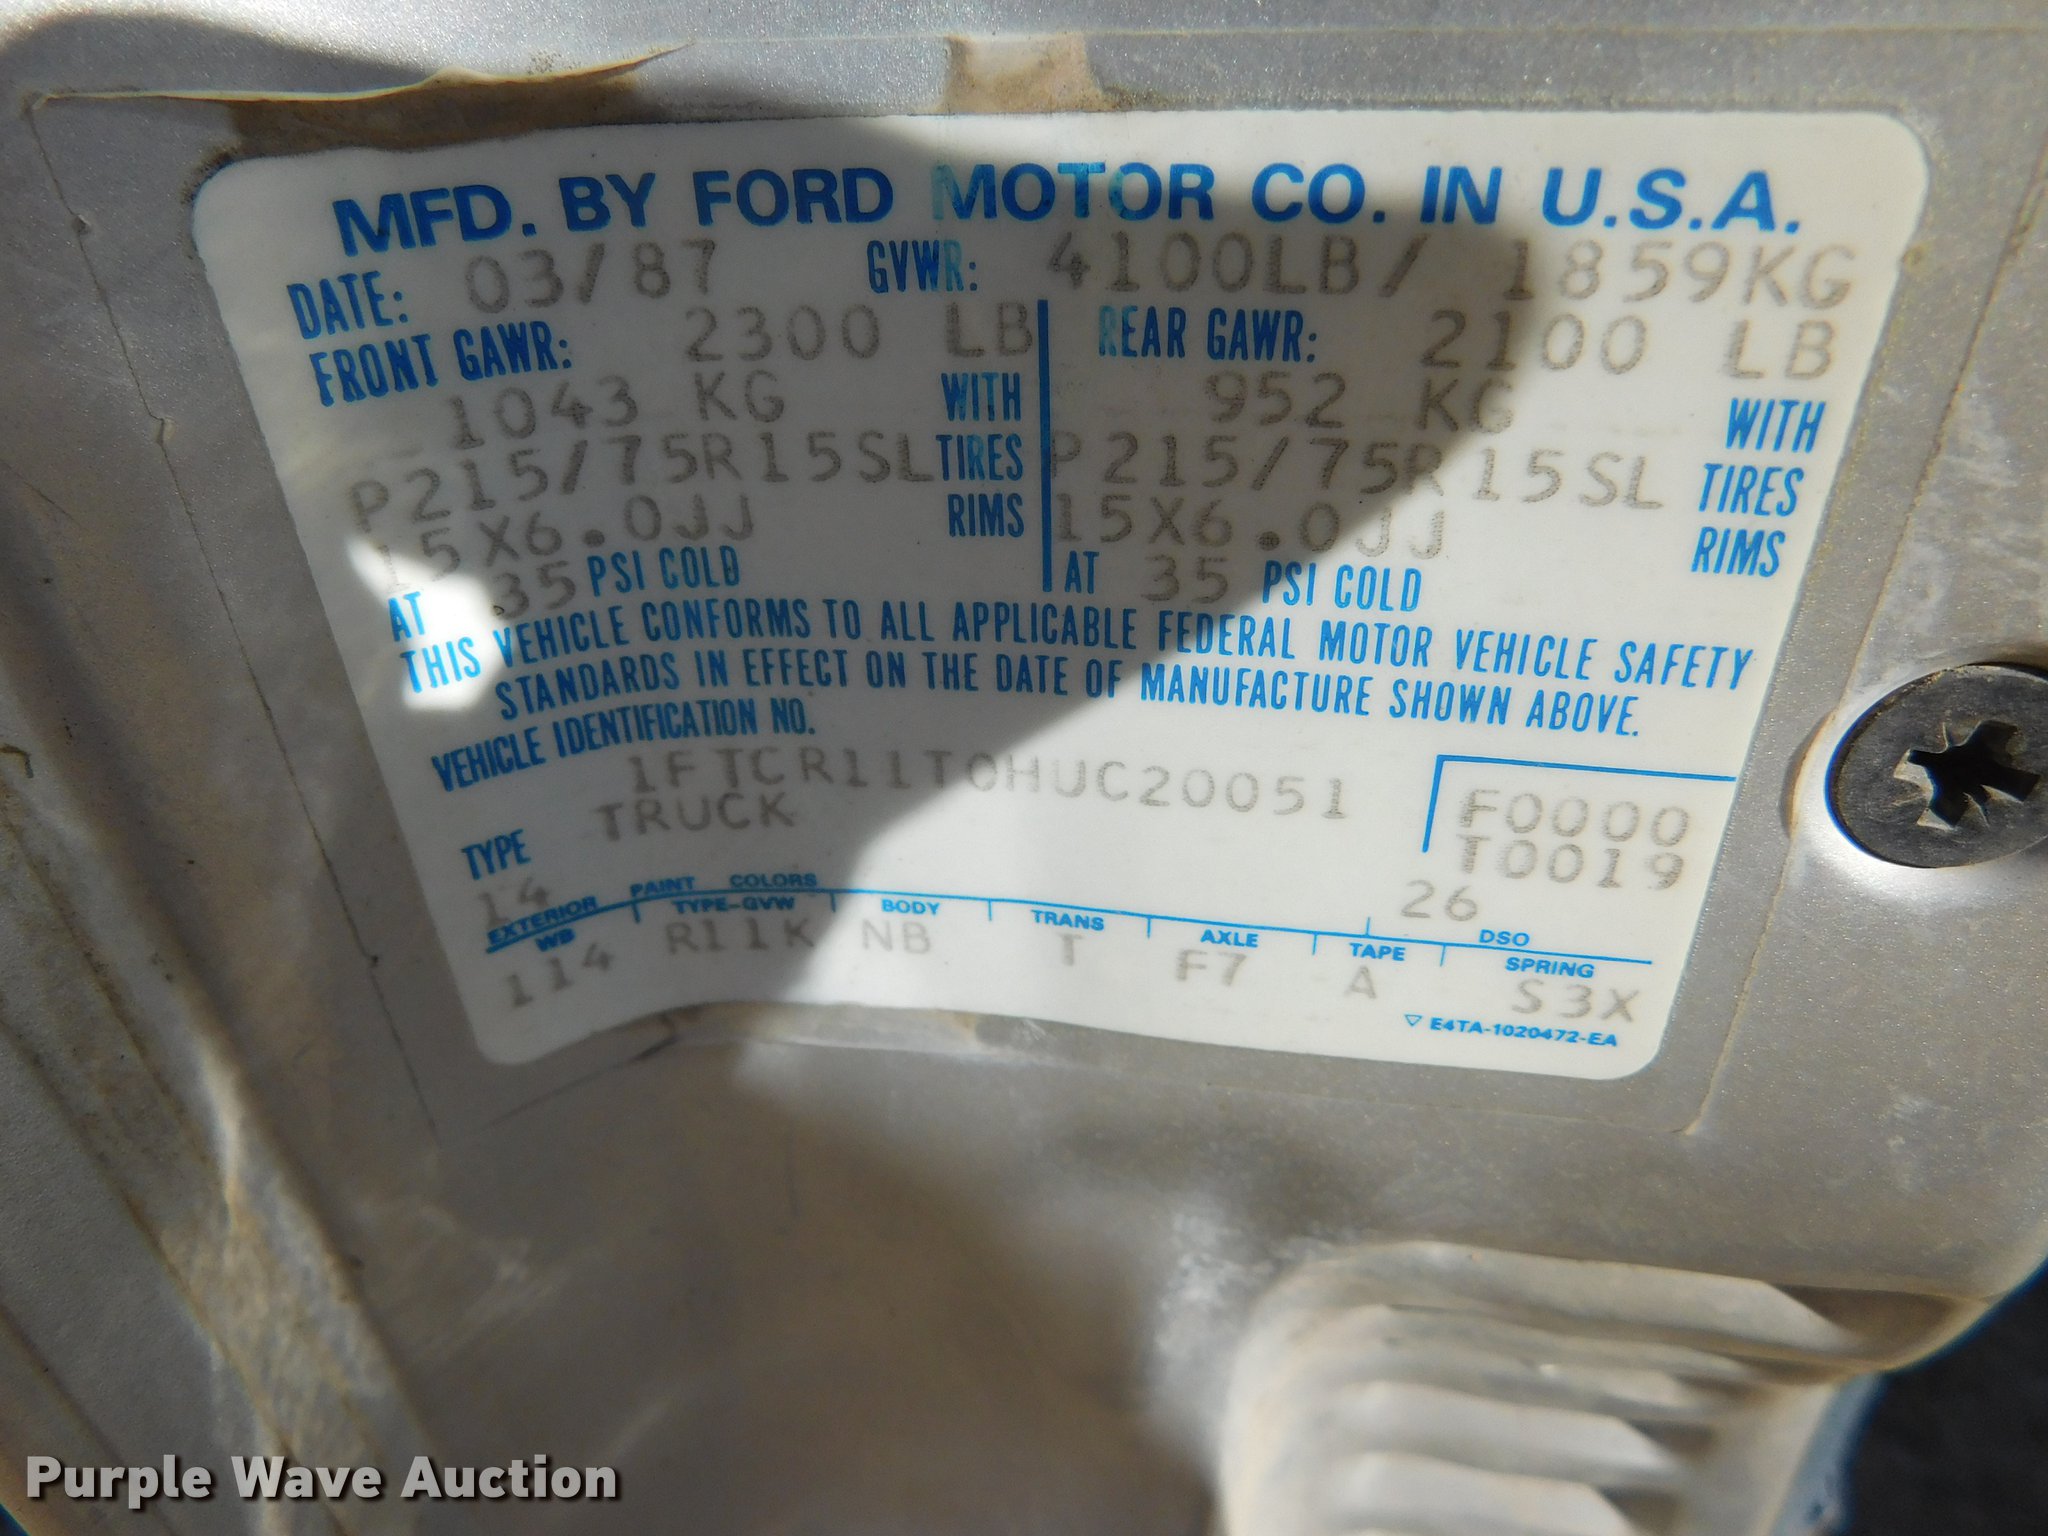 MFD. BY FORD MOTOR CO. IN U.S.A.
DATE: 03/87 GVWR: 4100LB/ 1859KG
FRONT GAWR: 2300 LB REAR GAWR: 2100 LB
1043 KG WITH 952 KG WITH
P215/75R15SL TIRES P215/75R15SL TIRES
15X6.0JJ RIMS 15X6.0JJ RIMS
AT 35 PSI COLD AT 35 PSI COLD
THIS VEHICLE CONFORMS TO ALL APPLICABLE FEDERAL MOTOR VEHICLE SAFETY
STANDARDS IN EFFECT ON THE DATE OF MANUFACTURE SHOWN ABOVE.
VEHICLE IDENTIFICATION NO.
1FTCR11T0HUC20051
TYPE TRUCK
F0000
T0019
14 26
EXTERIOR PAINT COLORS DSO
WB TYPE-GVW BODY TRANS AXLE TAPE SPRING
114 R11K NB T F7 A S3X
▽ E4TA-1020472-EA
Purple Wave Auction